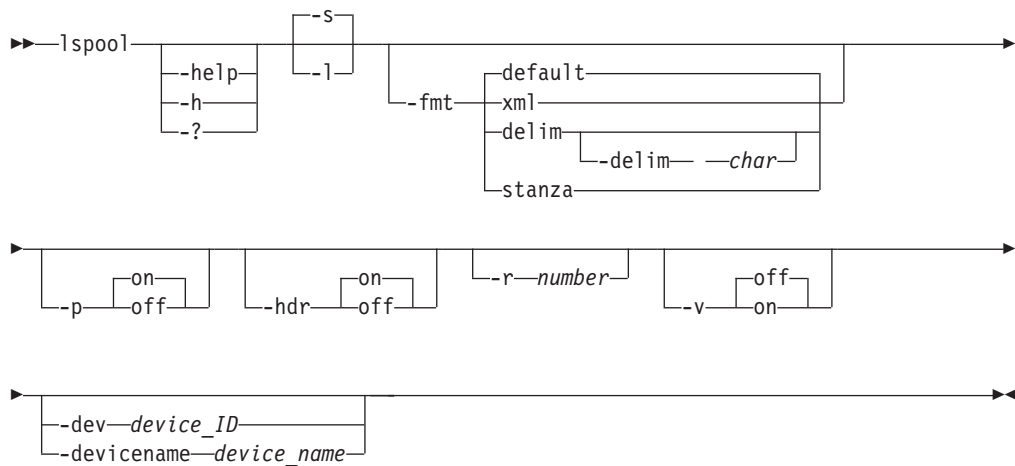 -s
lspool
-help -l default
-h -fmt xml
-? delim
-delim char
stanza
on on -r number off
-p off -hdr off -v on
-dev device_ID
-devicename device_name